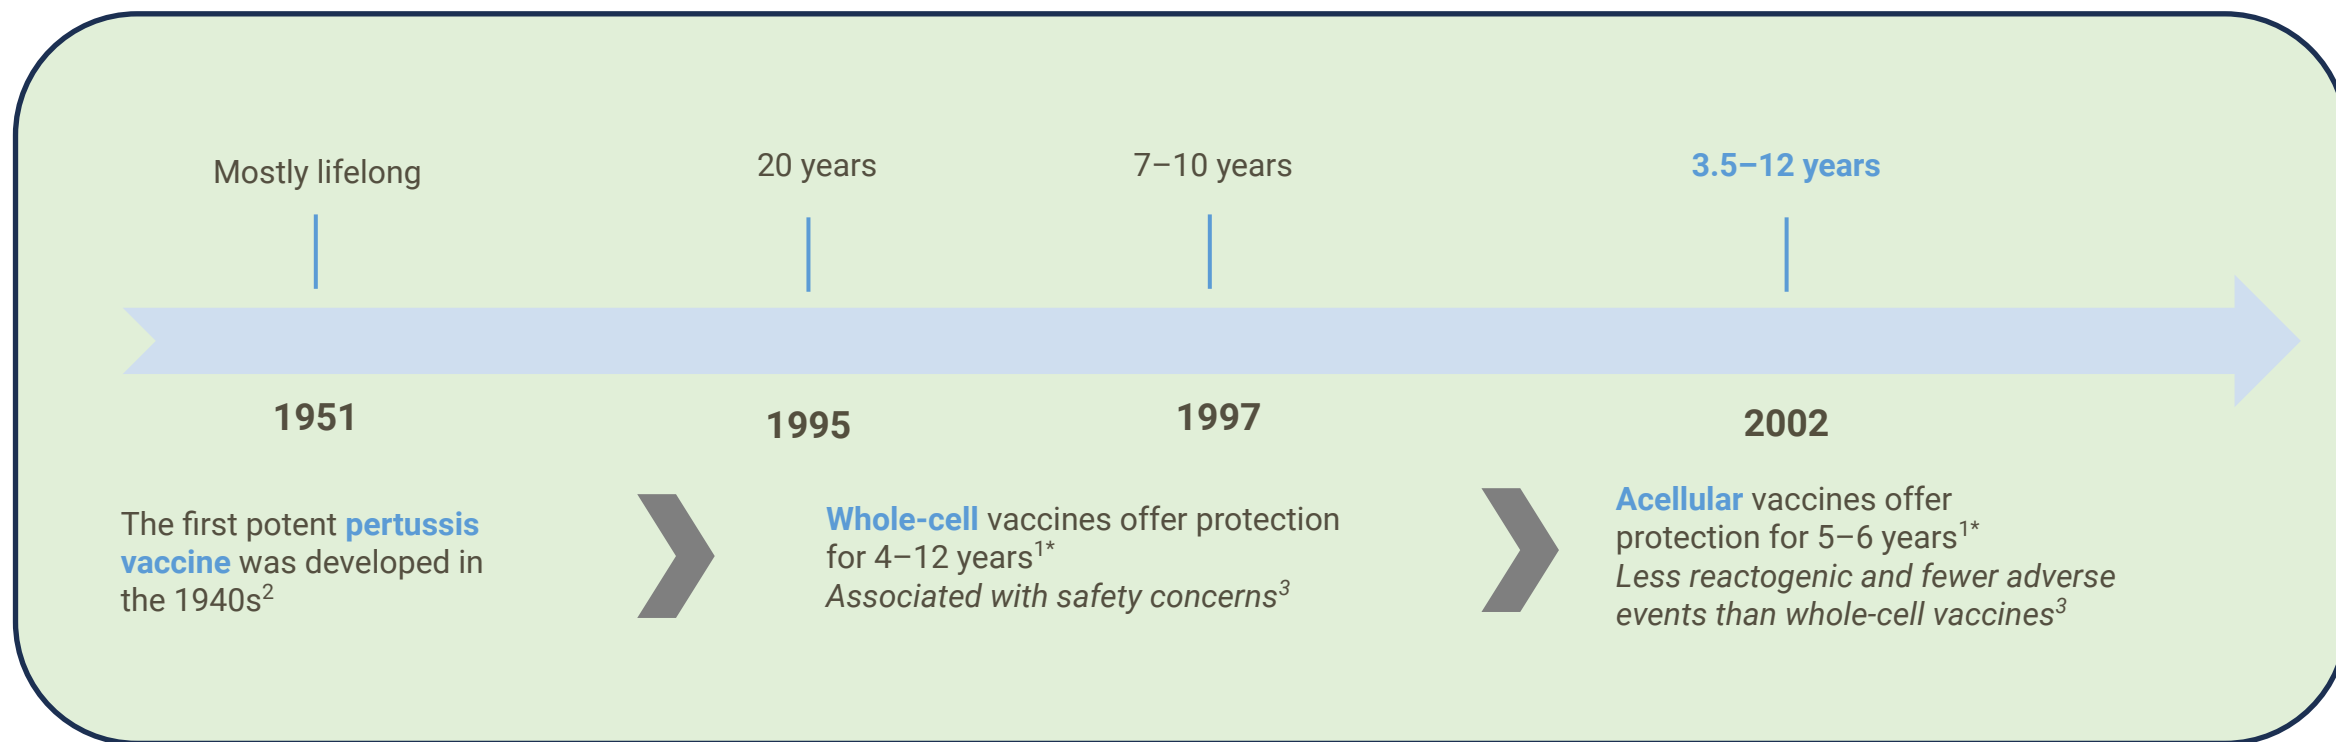 Mostly lifelong
20 years
7–10 years
3.5–12 years
1951
1995
1997
2002
The first potent pertussis
vaccine was developed in
the 1940s2
Whole-cell vaccines offer protection
for 4–12 years1*
Associated with safety concerns3
Acellular vaccines offer
protection for 5–6 years1*
Less reactogenic and fewer adverse
events than whole-cell vaccines3